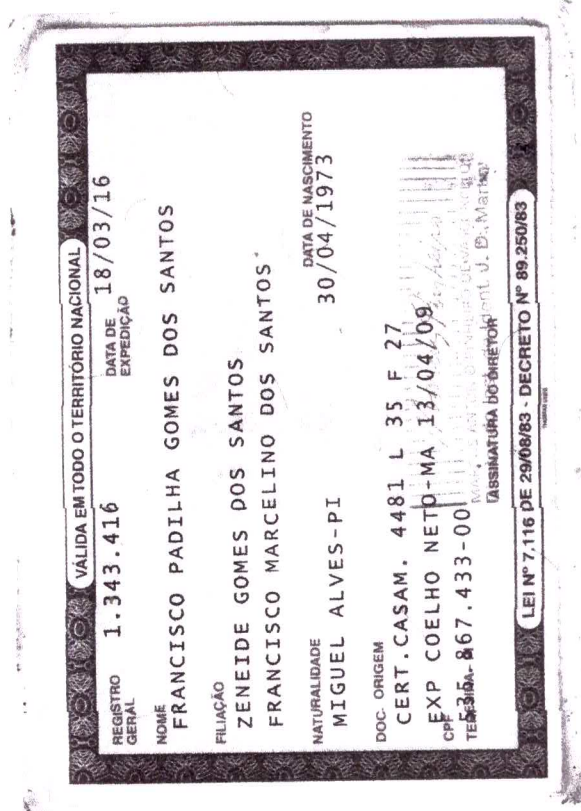 VÁLIDA EM TODO O TERRITÓRIO NACIONAL
REGISTRO GERAL 1.343.416 DATA DE EXPEDIÇÃO 18/03/16
NOME
FRANCISCO PADILHA GOMES DOS SANTOS
FILIAÇÃO
ZENEIDE GOMES DOS SANTOS
FRANCISCO MARCELINO DOS SANTOS
NATURALIDADE DATA DE NASCIMENTO
MIGUEL ALVES-PI 30/04/1973
DOC. ORIGEM
CERT.CASAM. 4481 L 35 F 27
EXP COELHO NETO-MA 13/04/09
CPF 535.867.433-00
ASSINATURA DO DIRETOR
LEI Nº 7.116 DE 29/08/83 - DECRETO Nº 89.250/83